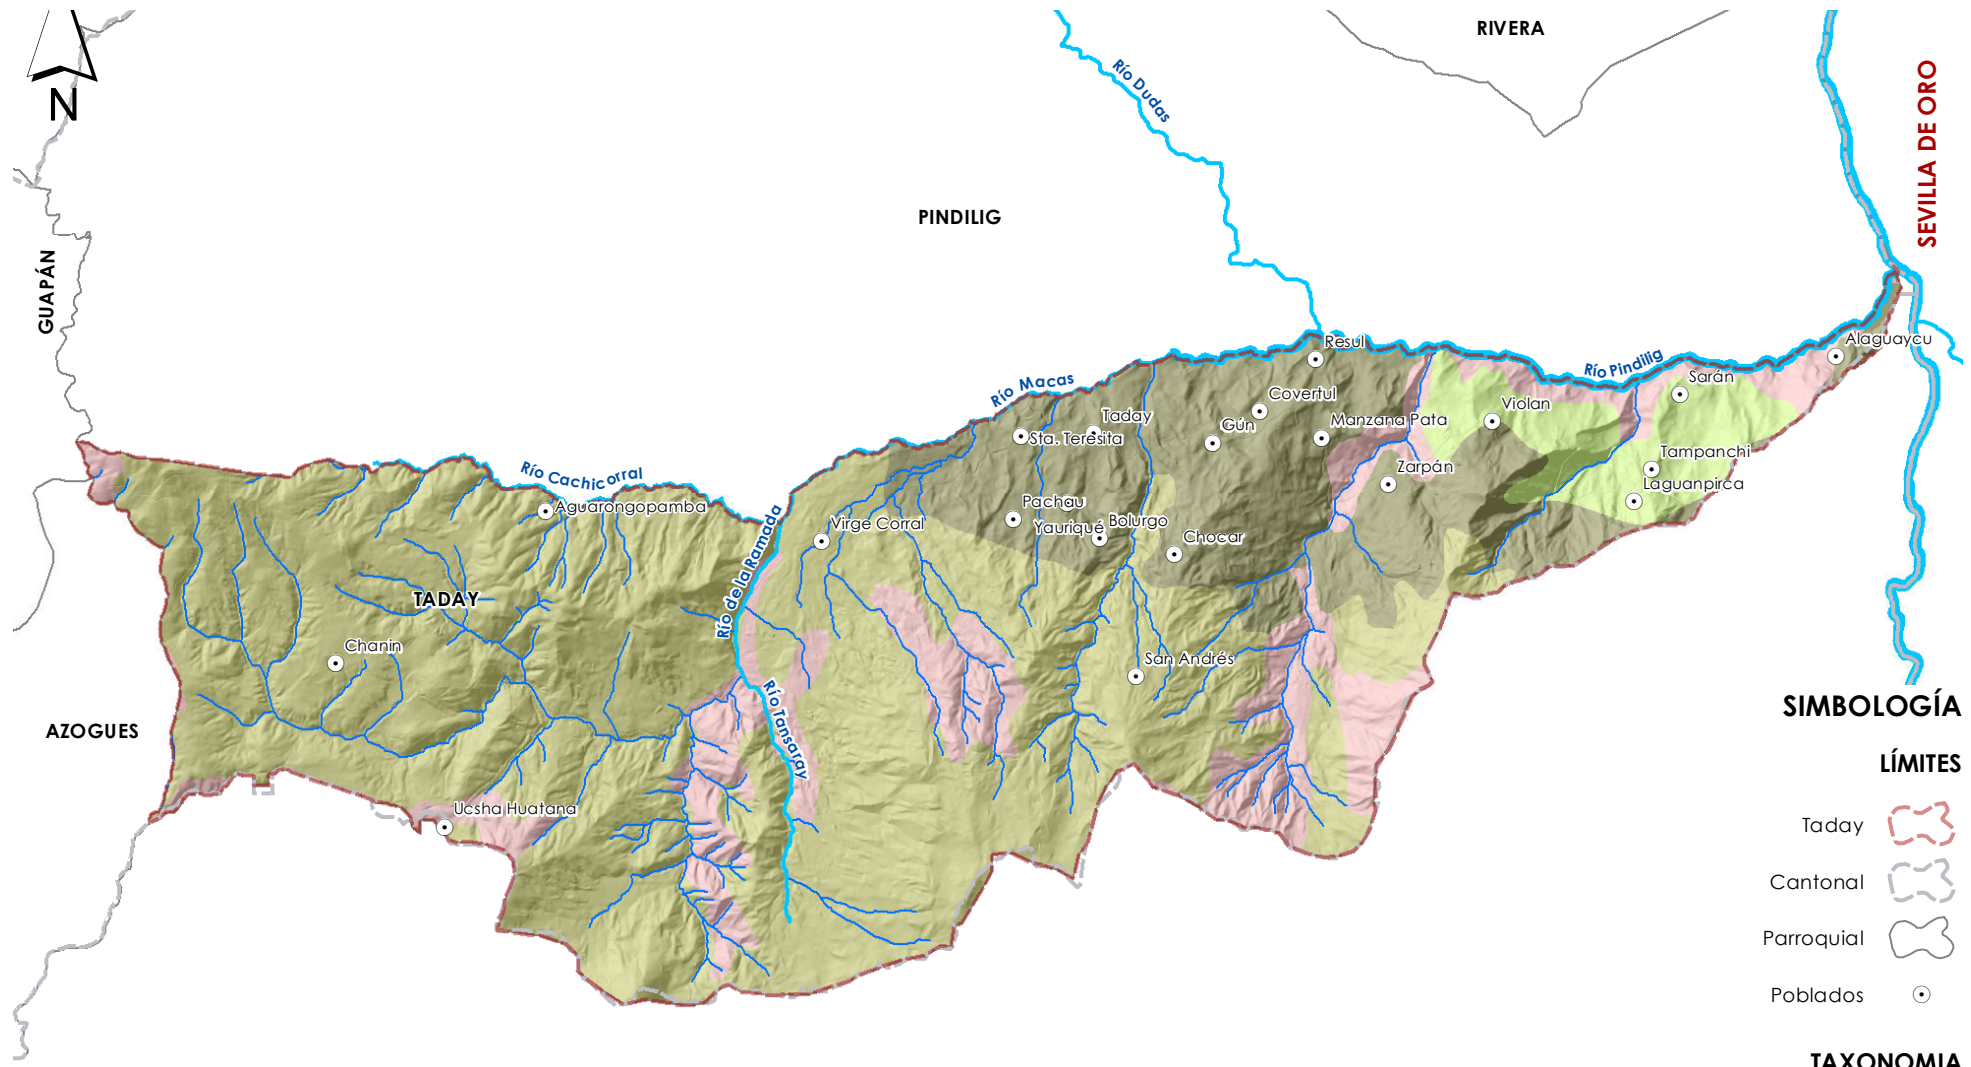 N
RIVERA
Río Dudas
SEVILLA DE ORO
PINDILIG
GUAPÁN
Resul
Alaguaycu
Río Pindilig
Sarán
Río Macas
Covertul
Violan
Taday
Gún
Manzana Pata
Sta. Teresita
Tampanchi
Zarpán
Río Cachicorral
Laguanpirca
Aguarongopamba
Pachau
Virge Corral
Yauriqué
Bolurgo
Chocar
Río de la Ramada
TADAY
Chanin
San Andrés
Río Tansaray
AZOGUES
Ucsha Huatana
SIMBOLOGÍA
LÍMITES
Taday
Cantonal
Parroquial
Poblados
TAXONOMIA